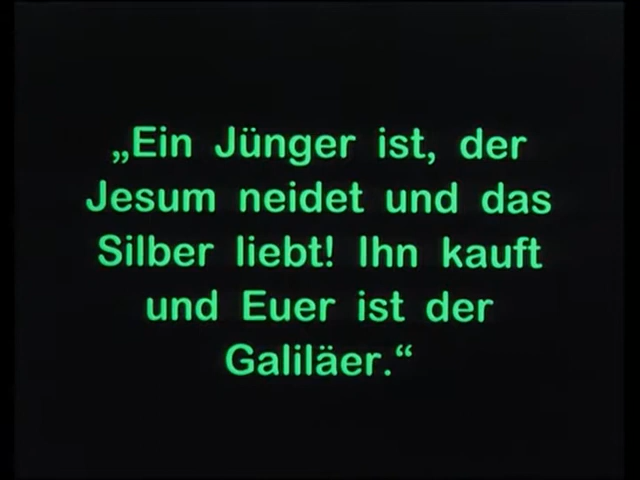 „Ein Jünger ist, der
Jesum neidet und das
Silber liebt! Ihn kauft
und Euer ist der
Galiläer.“